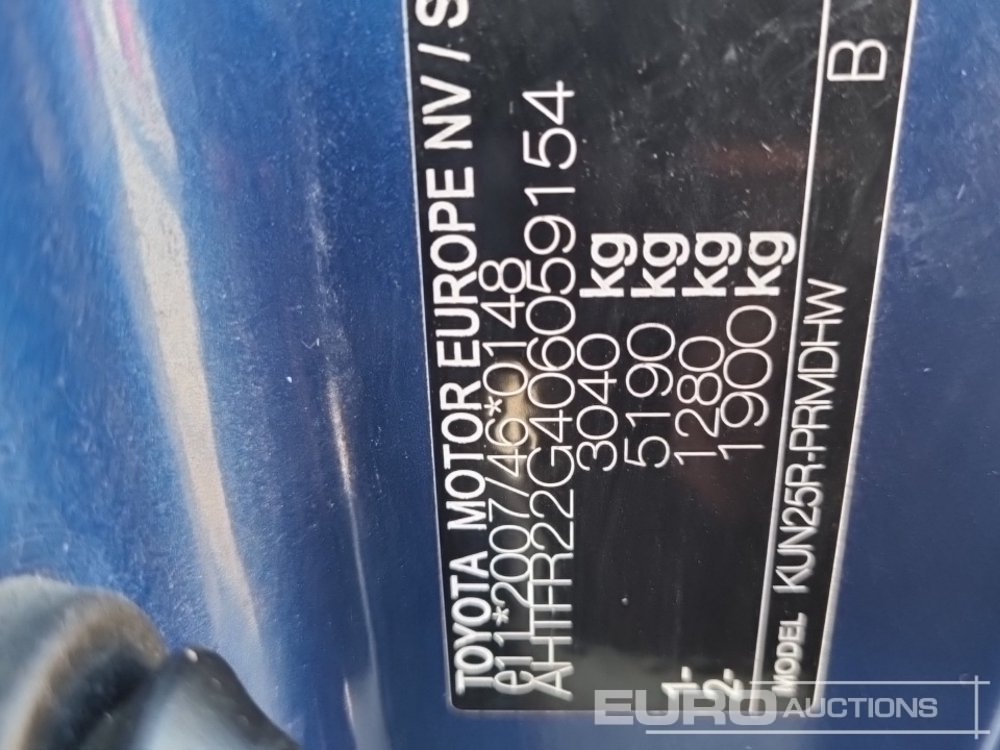 TOYOTA MOTOR EUROPE NV / S
e11*2007/46*0148
AHTFR22G406059154
3040 kg
5190 kg
1- 1280 kg
2- 1900 kg
MODEL KUN25R-PRMDHW
B
EURO AUCTIONS